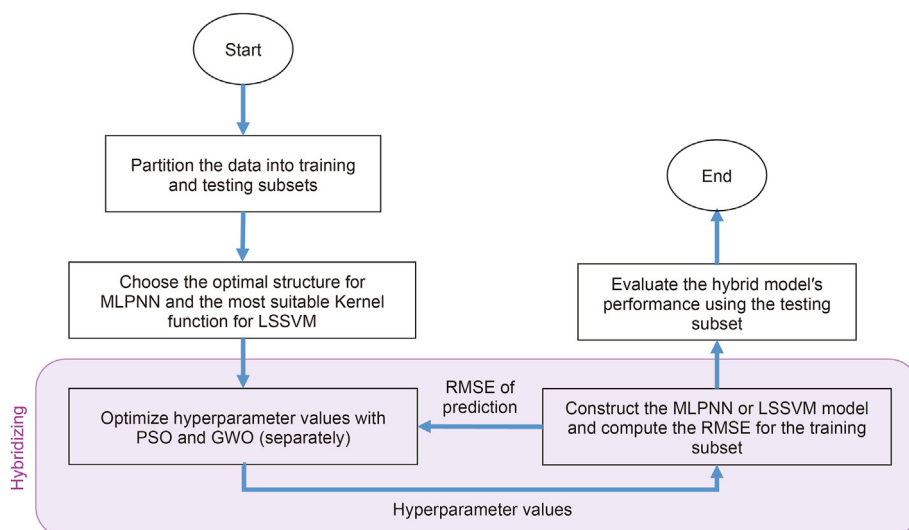 Start
Partition the data into training
and testing subsets
Choose the optimal structure for
MLPNN and the most suitable Kernel
function for LSSVM
Hybridizing
Optimize hyperparameter values with
PSO and GWO (separately)
Hyperparameter values
RMSE of
prediction
Construct the MLPNN or LSSVM model
and compute the RMSE for the training
subset
Evaluate the hybrid model's
performance using the testing
subset
End